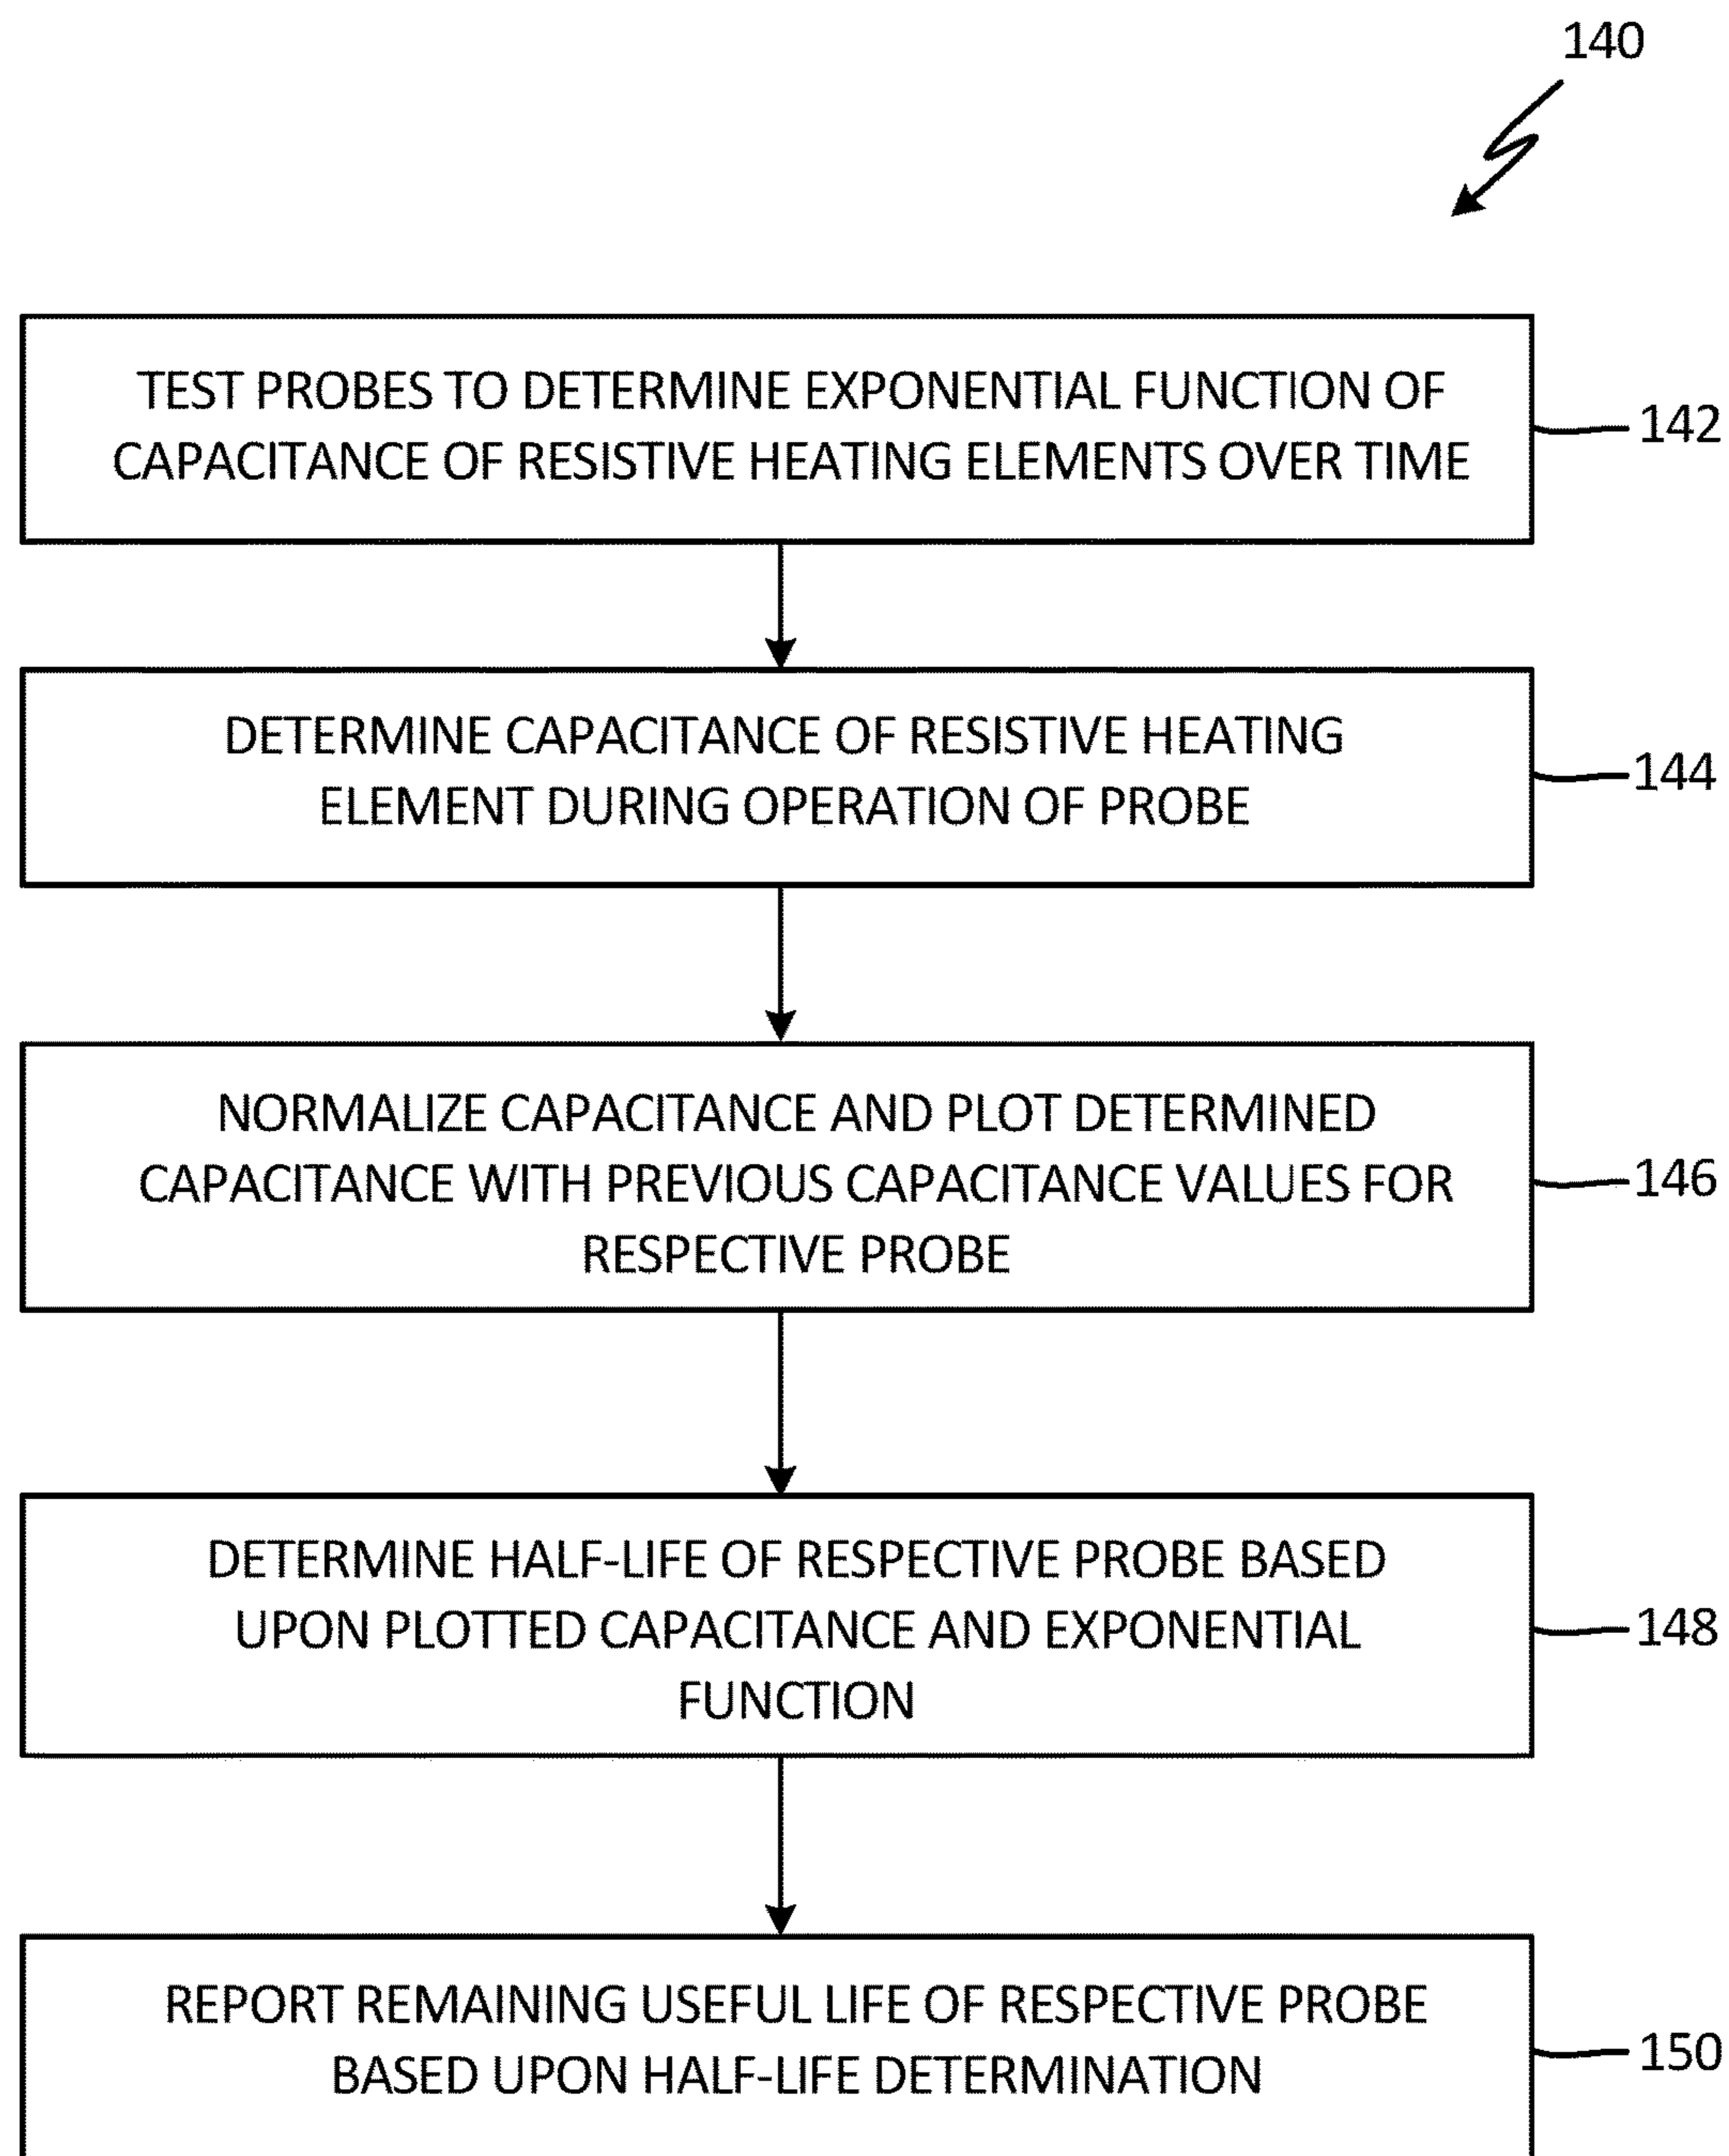 140
TEST PROBES TO DETERMINE EXPONENTIAL FUNCTION OF
CAPACITANCE OF RESISTIVE HEATING ELEMENTS OVER TIME
142
DETERMINE CAPACITANCE OF RESISTIVE HEATING
ELEMENT DURING OPERATION OF PROBE
144
NORMALIZE CAPACITANCE AND PLOT DETERMINED
CAPACITANCE WITH PREVIOUS CAPACITANCE VALUES FOR
RESPECTIVE PROBE
146
DETERMINE HALF-LIFE OF RESPECTIVE PROBE BASED
UPON PLOTTED CAPACITANCE AND EXPONENTIAL
FUNCTION
148
REPORT REMAINING USEFUL LIFE OF RESPECTIVE PROBE
BASED UPON HALF-LIFE DETERMINATION
150